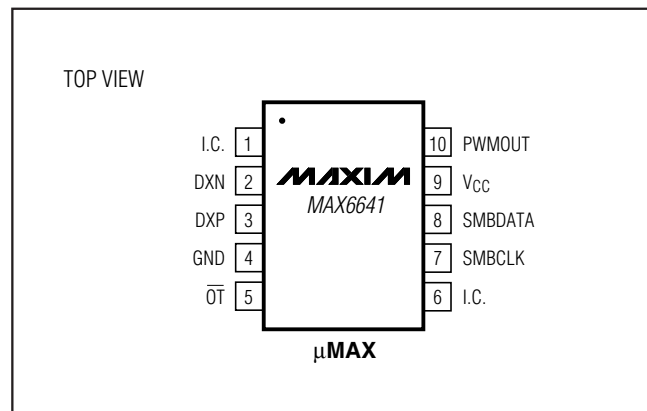 TOP VIEW
I.C. 1
DXN 2
DXP 3
GND 4
O̅T̅ 5
MAXIM
MAX6641
10 PWMOUT
9 VCC
8 SMBDATA
7 SMBCLK
6 I.C.
µMAX